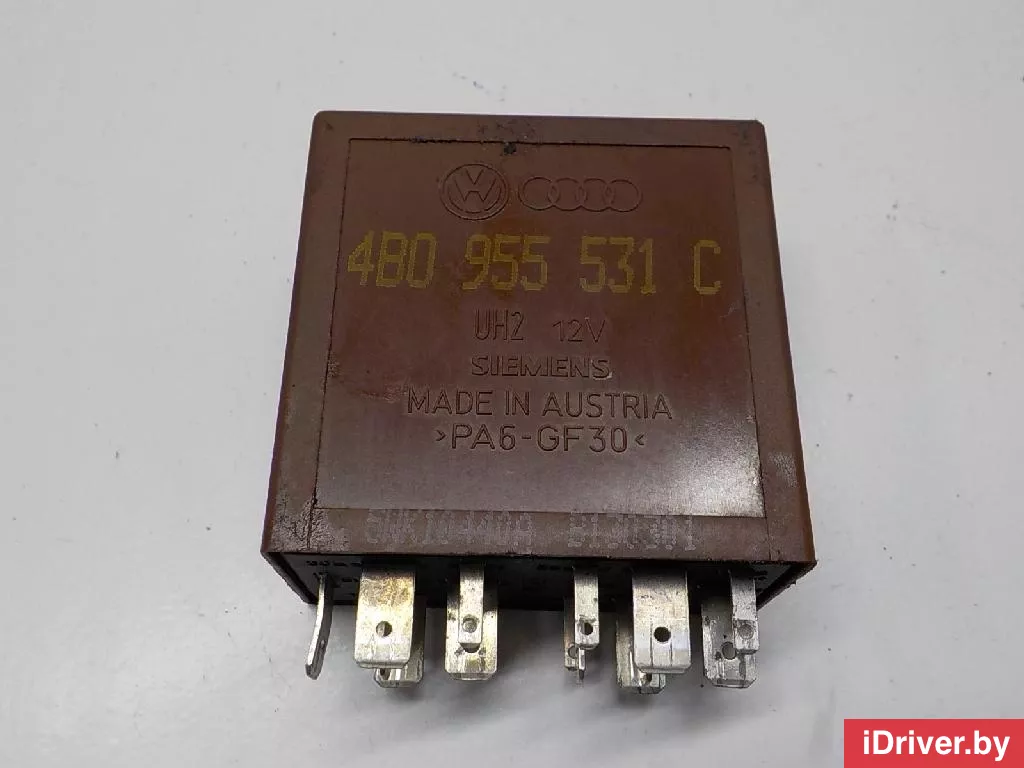 4B0 955 531 C
UH2 12V
SIEMENS
MADE IN AUSTRIA
>PA6-GF30<
iDriver.by